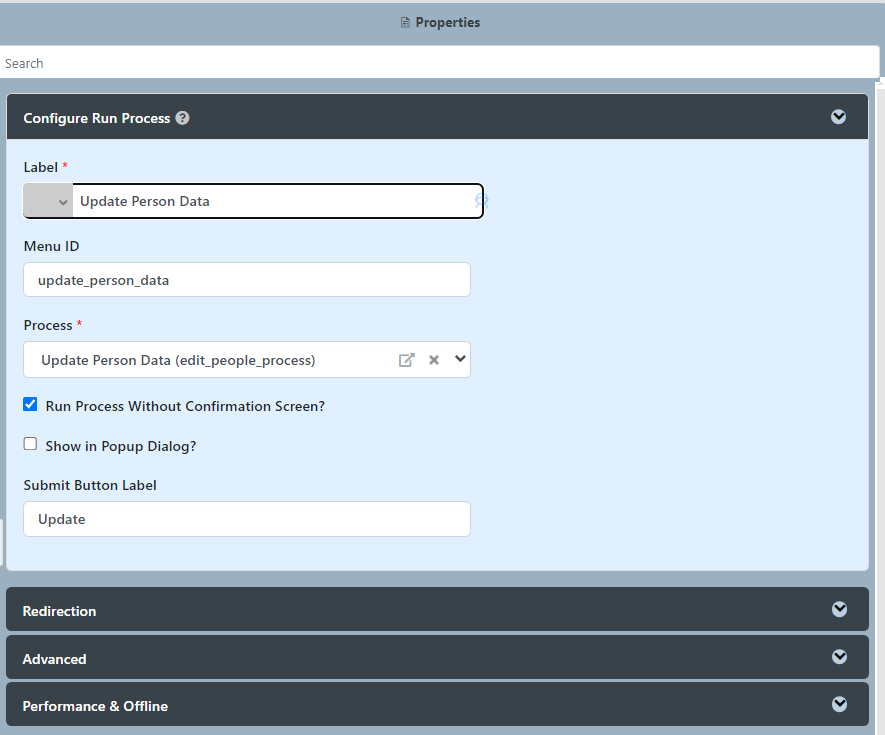 Properties
Search
Configure Run Process ?
Label *
Update Person Data
Menu ID
update_person_data
Process *
Update Person Data (edit_people_process)
Run Process Without Confirmation Screen?
Show in Popup Dialog?
Submit Button Label
Update
Redirection
Advanced
Performance & Offline